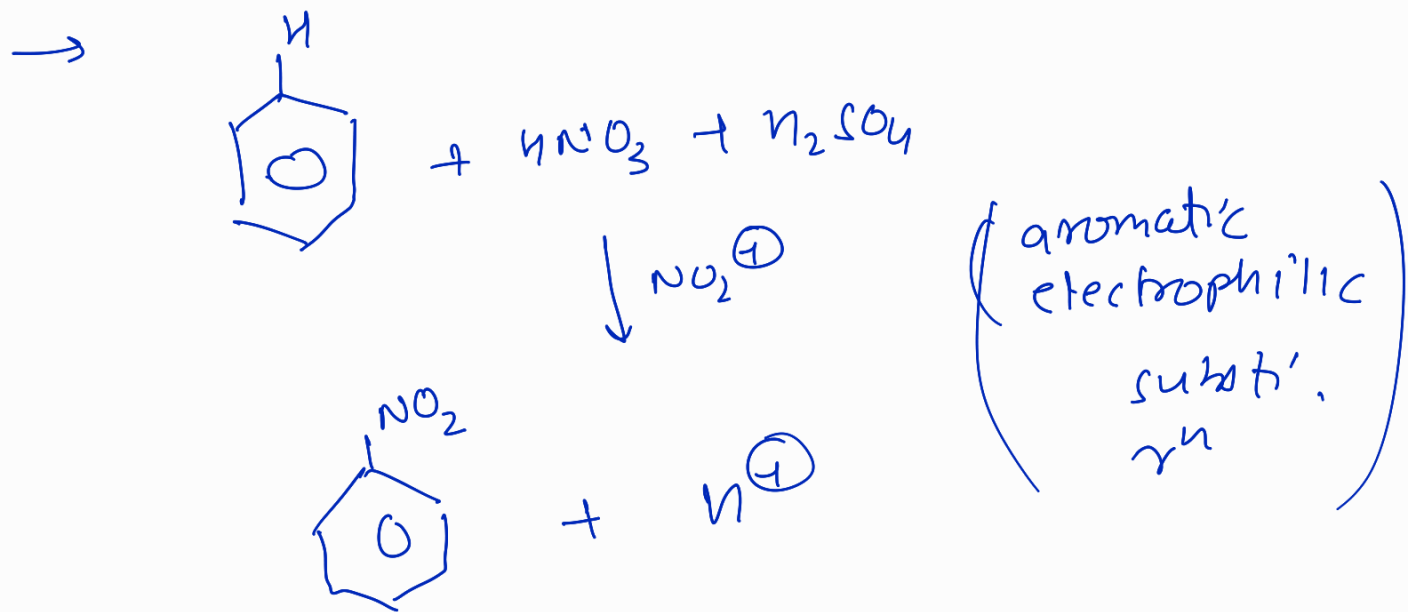 → H
+ HNO₃ + H₂SO₄
↓ NO₂⊕
(aromatic
electrophilic
substi.
rⁿ)
NO₂
+ H⊕